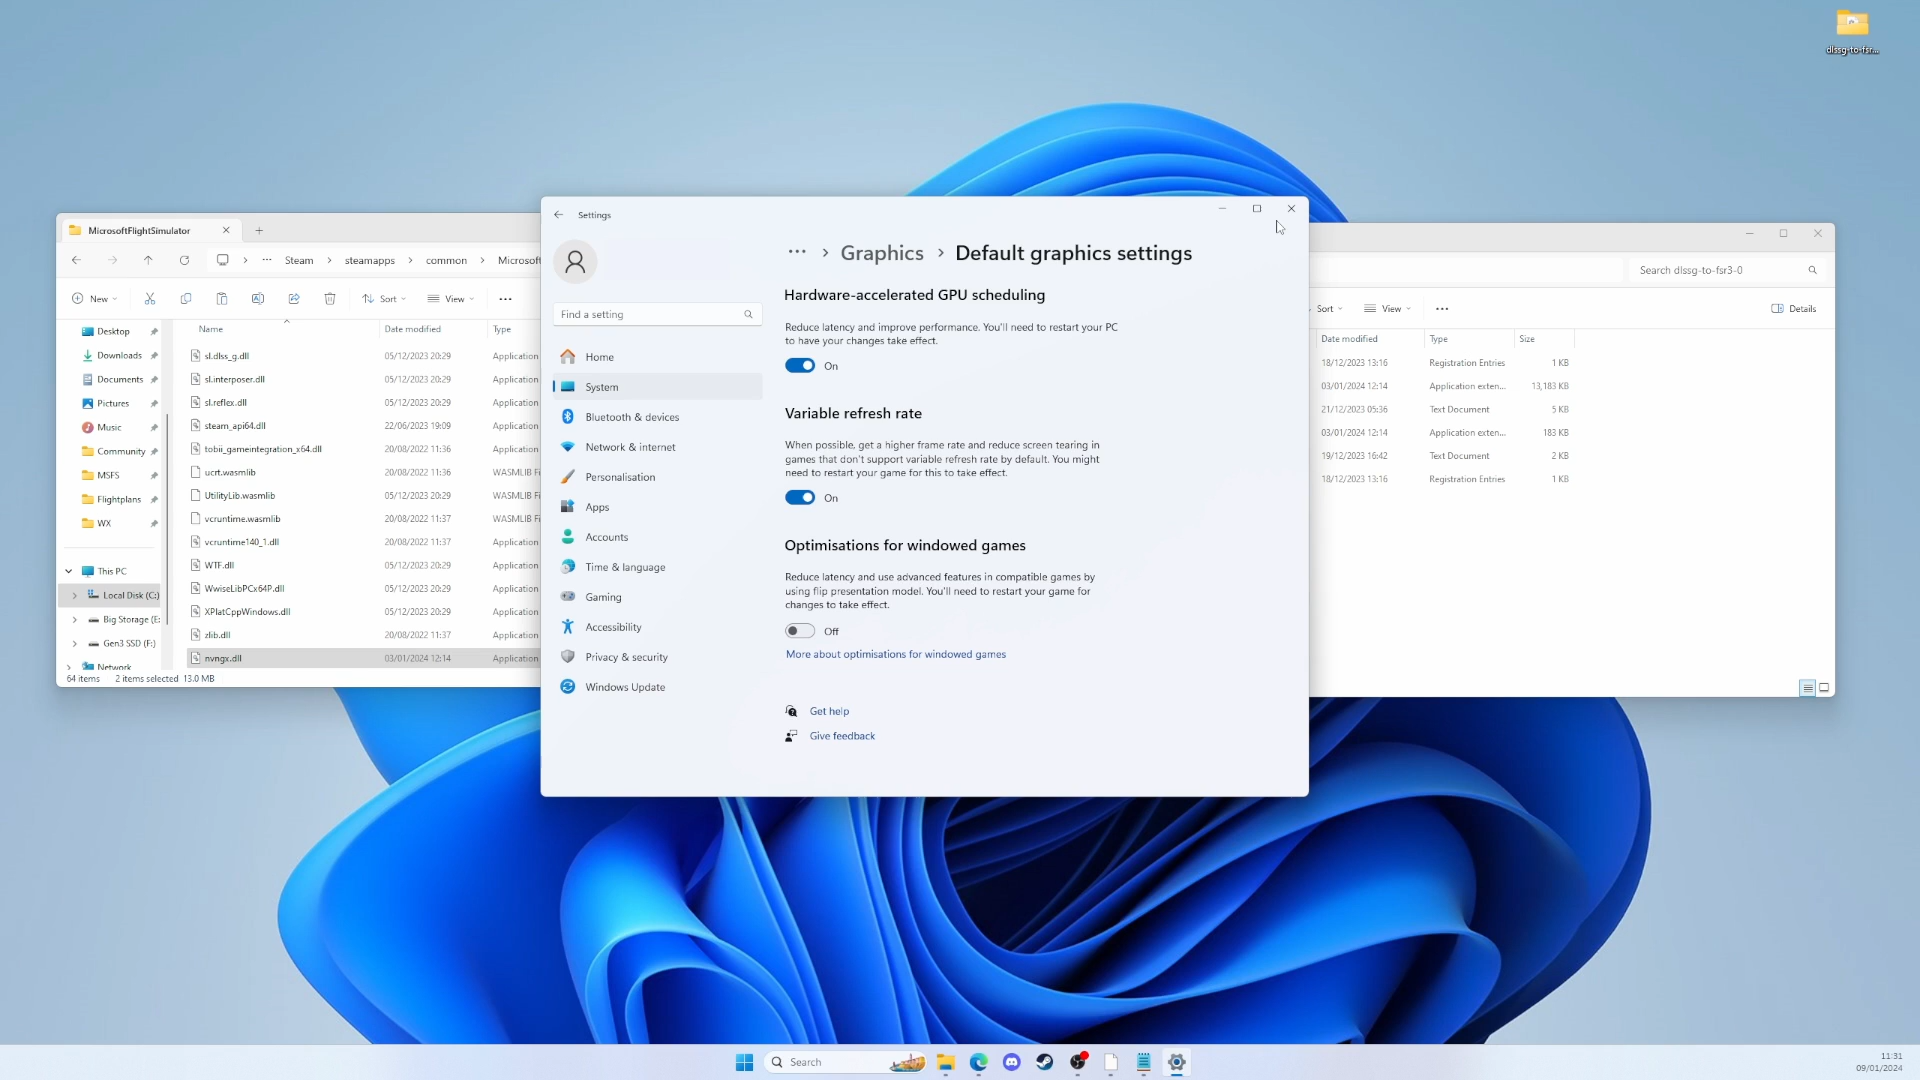 dlssg-to-fsr...
MicrosoftFlightSimulator
Steam
steamapps
common
Microsoft
New
Sort
View
Name
Date modified
Type
Desktop
Downloads
Documents
Pictures
Music
Community
MSFS
Flightplans
WX
This PC
Local Disk (C:)
Big Storage (E:
Gen3 SSD (F:)
Network
sl.dlss_g.dll 05/12/2023 20:29 Application
sl.interposer.dll 05/12/2023 20:29 Application
sl.reflex.dll 05/12/2023 20:29 Application
steam_api64.dll 22/06/2023 19:09 Application
tobii_gameintegration_x64.dll 20/08/2022 11:36 Application
ucrt.wasmlib 20/08/2022 11:36 WASMLIB Fi
UtilityLib.wasmlib 05/12/2023 20:29 WASMLIB Fi
vcruntime.wasmlib 20/08/2022 11:37 WASMLIB Fi
vcruntime140_1.dll 20/08/2022 11:37 Application
WTF.dll 05/12/2023 20:29 Application
WwiseLibPCx64P.dll 05/12/2023 20:29 Application
XPlatCppWindows.dll 05/12/2023 20:29 Application
zlib.dll 20/08/2022 11:37 Application
nvngx.dll 03/01/2024 12:14 Application
64 items 2 items selected 13.0 MB
Settings
Find a setting
Home
System
Bluetooth & devices
Network & internet
Personalisation
Apps
Accounts
Time & language
Gaming
Accessibility
Privacy & security
Windows Update
··· › Graphics › Default graphics settings
Hardware-accelerated GPU scheduling
Reduce latency and improve performance. You'll need to restart your PC
to have your changes take effect.
On
Variable refresh rate
When possible, get a higher frame rate and reduce screen tearing in
games that don't support variable refresh rate by default. You might
need to restart your game for this to take effect.
On
Optimisations for windowed games
Reduce latency and use advanced features in compatible games by
using flip presentation model. You'll need to restart your game for
changes to take effect.
Off
More about optimisations for windowed games
Get help
Give feedback
Search dlssg-to-fsr3-0
Sort
View
Details
Date modified Type Size
18/12/2023 13:16 Registration Entries 1 KB
03/01/2024 12:14 Application exten... 13,183 KB
21/12/2023 05:36 Text Document 5 KB
03/01/2024 12:14 Application exten... 183 KB
19/12/2023 16:42 Text Document 2 KB
18/12/2023 13:16 Registration Entries 1 KB
Search
11:31
09/01/2024